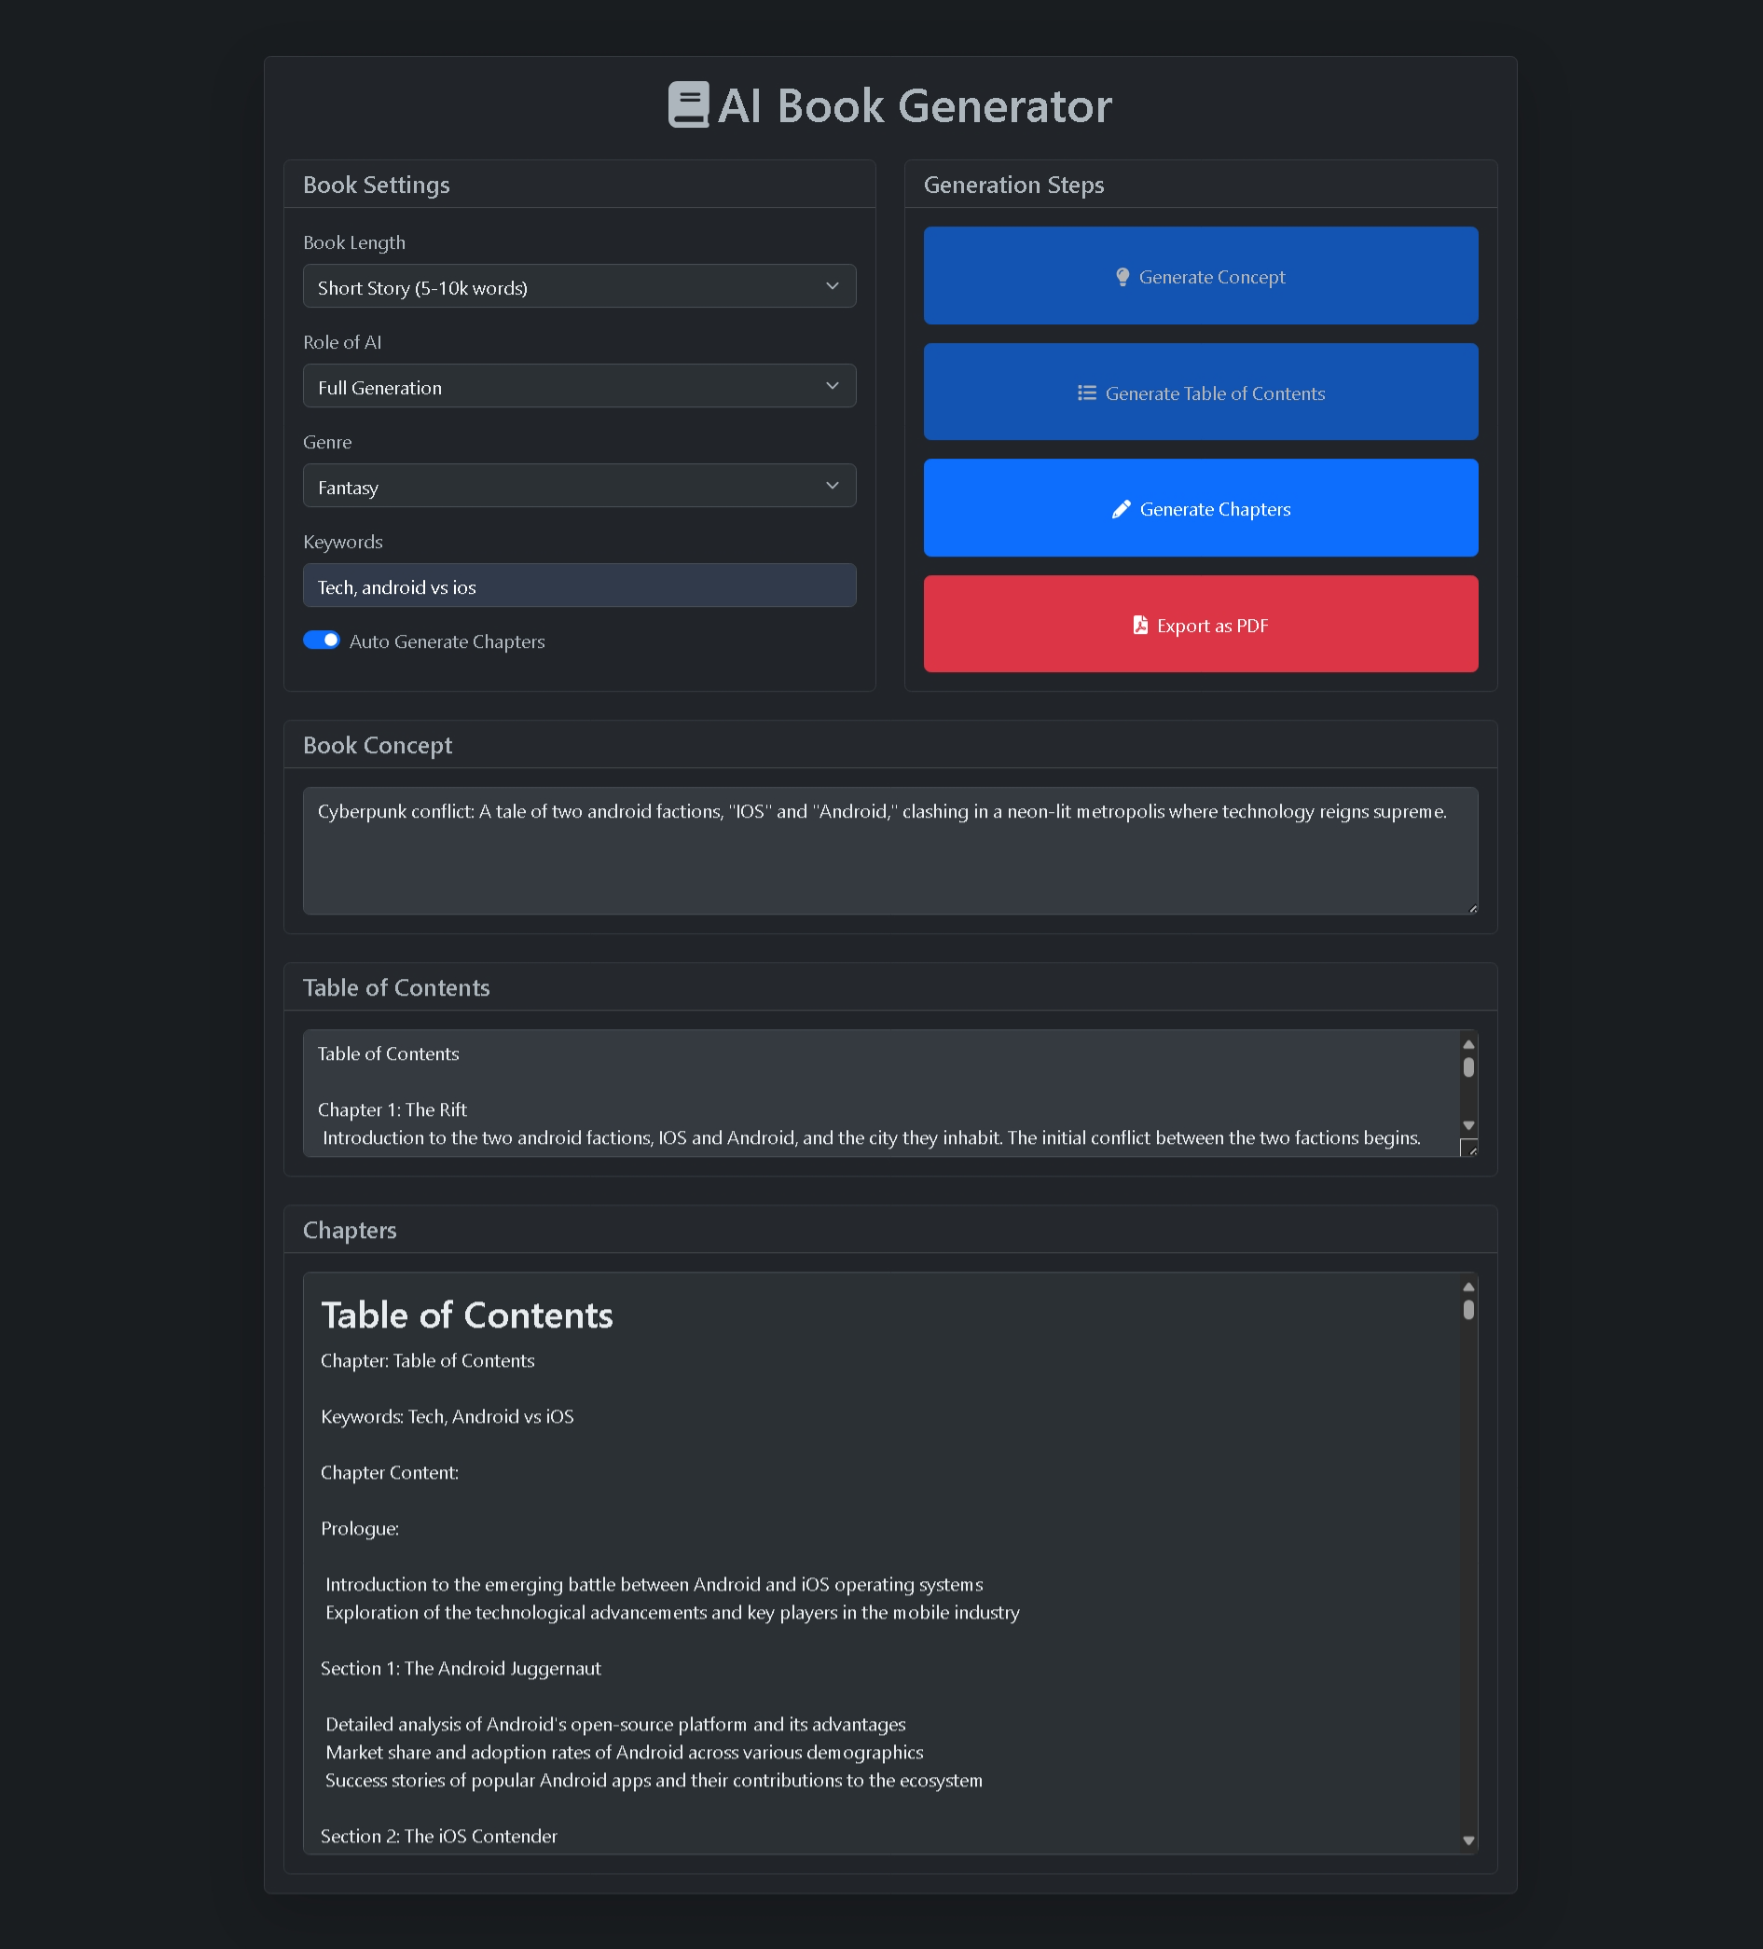 AI Book Generator
Book Settings
Book Length
Short Story (5-10k words)
Role of AI
Full Generation
Genre
Fantasy
Keywords
Tech, android vs ios
Auto Generate Chapters
Generation Steps
Generate Concept
Generate Table of Contents
Generate Chapters
Export as PDF
Book Concept
Cyberpunk conflict: A tale of two android factions, "IOS" and "Android," clashing in a neon-lit metropolis where technology reigns supreme.
Table of Contents
Table of Contents
Chapter 1: The Rift
Introduction to the two android factions, IOS and Android, and the city they inhabit. The initial conflict between the two factions begins.
Chapters
Table of Contents
Chapter: Table of Contents
Keywords: Tech, Android vs iOS
Chapter Content:
Prologue:
Introduction to the emerging battle between Android and iOS operating systems
Exploration of the technological advancements and key players in the mobile industry
Section 1: The Android Juggernaut
Detailed analysis of Android's open-source platform and its advantages
Market share and adoption rates of Android across various demographics
Success stories of popular Android apps and their contributions to the ecosystem
Section 2: The iOS Contender